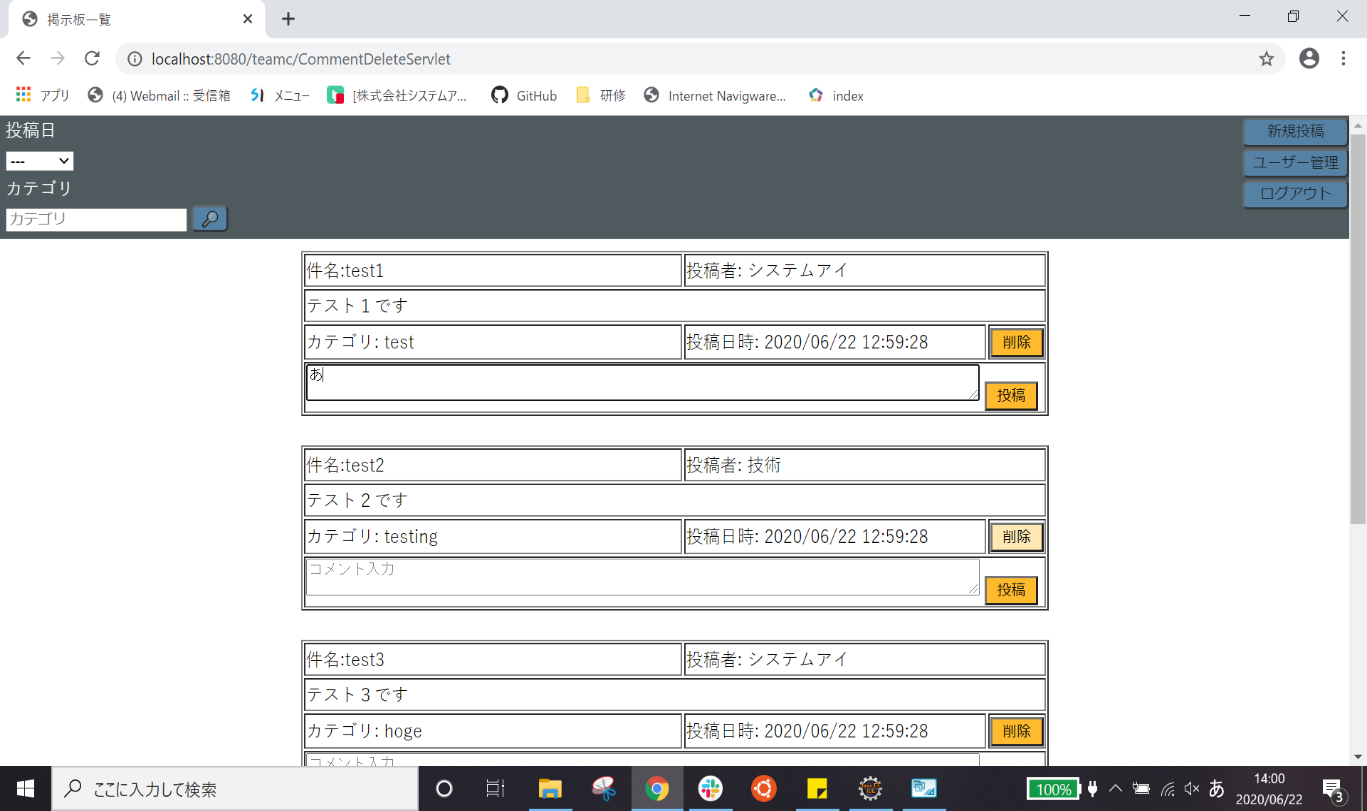 掲示板一覧
localhost:8080/teamc/CommentDeleteServlet
アプリ (4) Webmail :: 受信箱 メニュー [株式会社システムア... GitHub 研修 Internet Navigware... index
投稿日
---
カテゴリ
カテゴリ
新規投稿
ユーザー管理
ログアウト
件名:test1 投稿者: システムアイ
テスト１です
カテゴリ: test 投稿日時: 2020/06/22 12:59:28 削除
あ 投稿
件名:test2 投稿者: 技術
テスト２です
カテゴリ: testing 投稿日時: 2020/06/22 12:59:28 削除
コメント入力 投稿
件名:test3 投稿者: システムアイ
テスト３です
カテゴリ: hoge 投稿日時: 2020/06/22 12:59:28 削除
コメント入力
ここに入力して検索 100% あ 14:00
2020/06/22 3